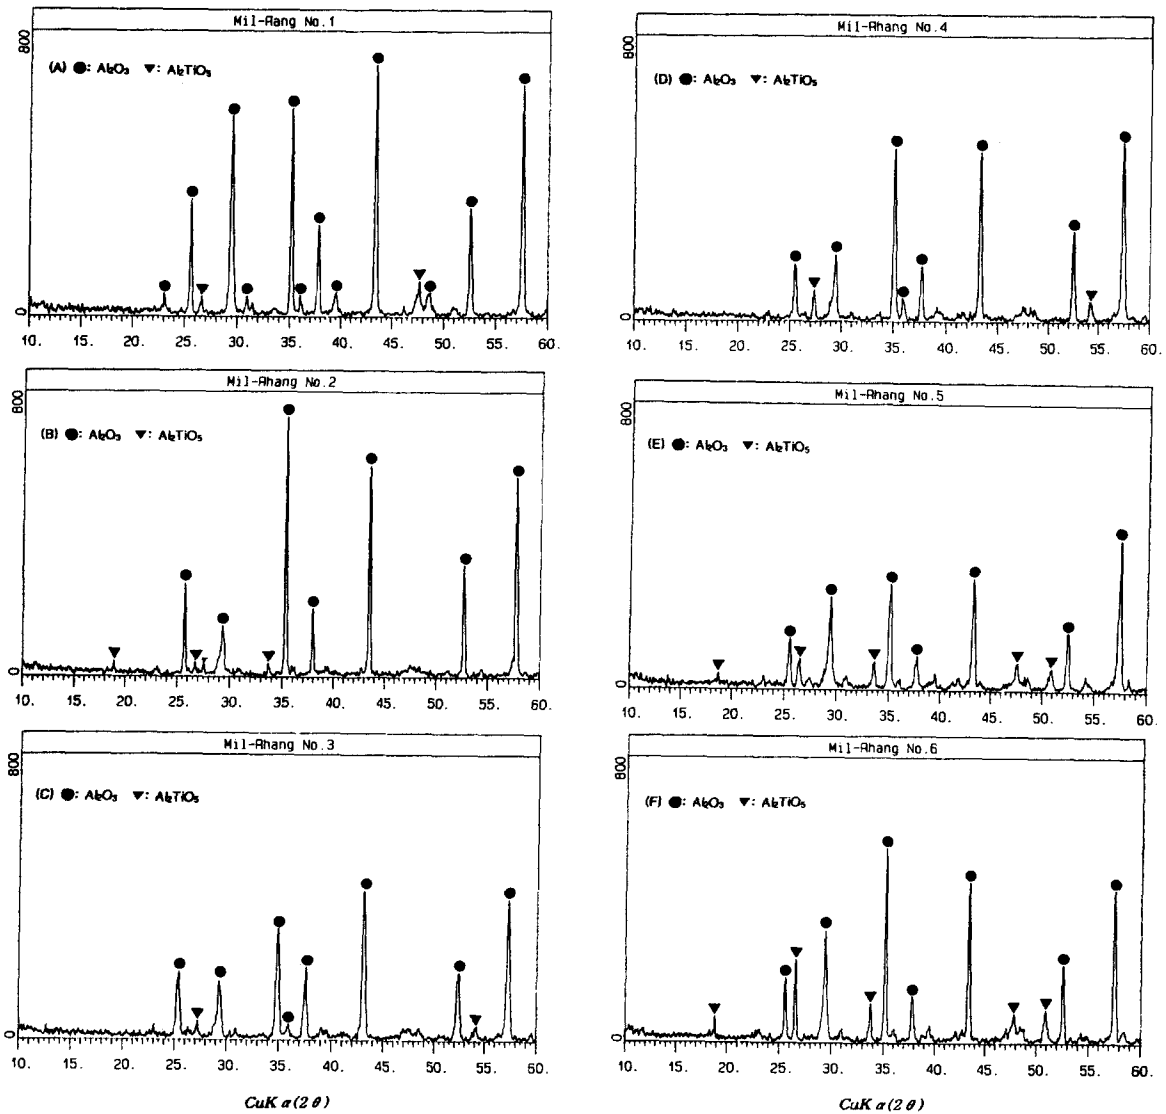 Mil-Rang No.1
800
(A) ●: Al₂O₃ ▼: Al₂TiO₅
0
10. 15. 20. 25. 30. 35. 40. 45. 50. 55. 60.
Mil-Rhang No.2
800
(B) ●: Al₂O₃ ▼: Al₂TiO₅
0
10. 15. 20. 25. 30. 35. 40. 45. 50. 55. 60.
Mil-Rhang No.3
800
(C) ●: Al₂O₃ ▼: Al₂TiO₅
0
10. 15. 20. 25. 30. 35. 40. 45. 50. 55. 60.
CuK α (2 θ)
Mil-Rhang No.4
800
(D) ●: Al₂O₃ ▼: Al₂TiO₅
0
10. 15. 20. 25. 30. 35. 40. 45. 50. 55. 60.
Mil-Rhang No.5
800
(E) ●: Al₂O₃ ▼: Al₂TiO₅
0
10. 15. 20. 25. 30. 35. 40. 45. 50. 55. 60.
Mil-Rhang No.6
800
(F) ●: Al₂O₃ ▼: Al₂TiO₅
0
10. 15. 20. 25. 30. 35. 40. 45. 50. 55. 60.
CuK α (2 θ)